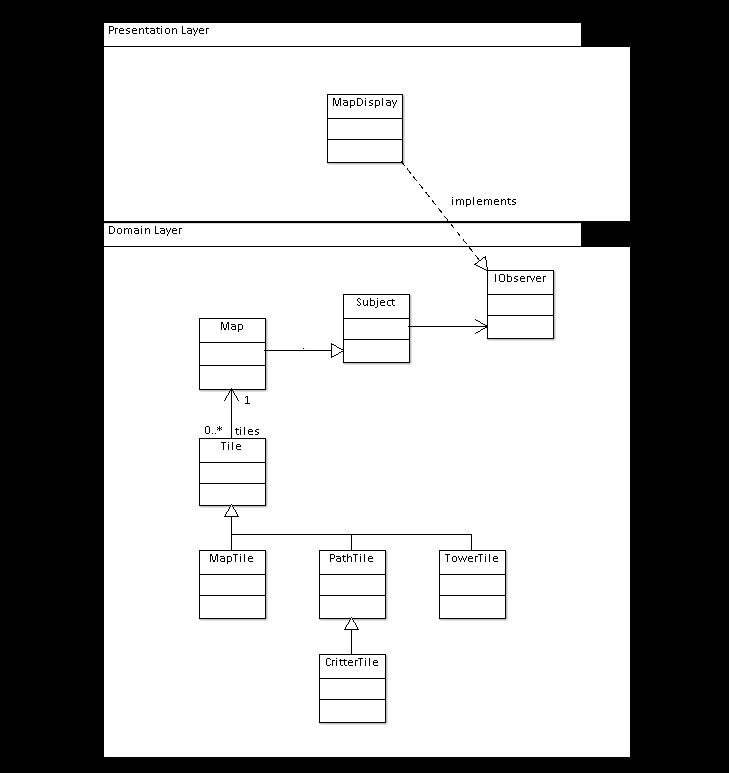 Presentation Layer
MapDisplay
implements
Domain Layer
IObserver
Subject
Map
1
0..* tiles
Tile
MapTile PathTile TowerTile
CritterTile